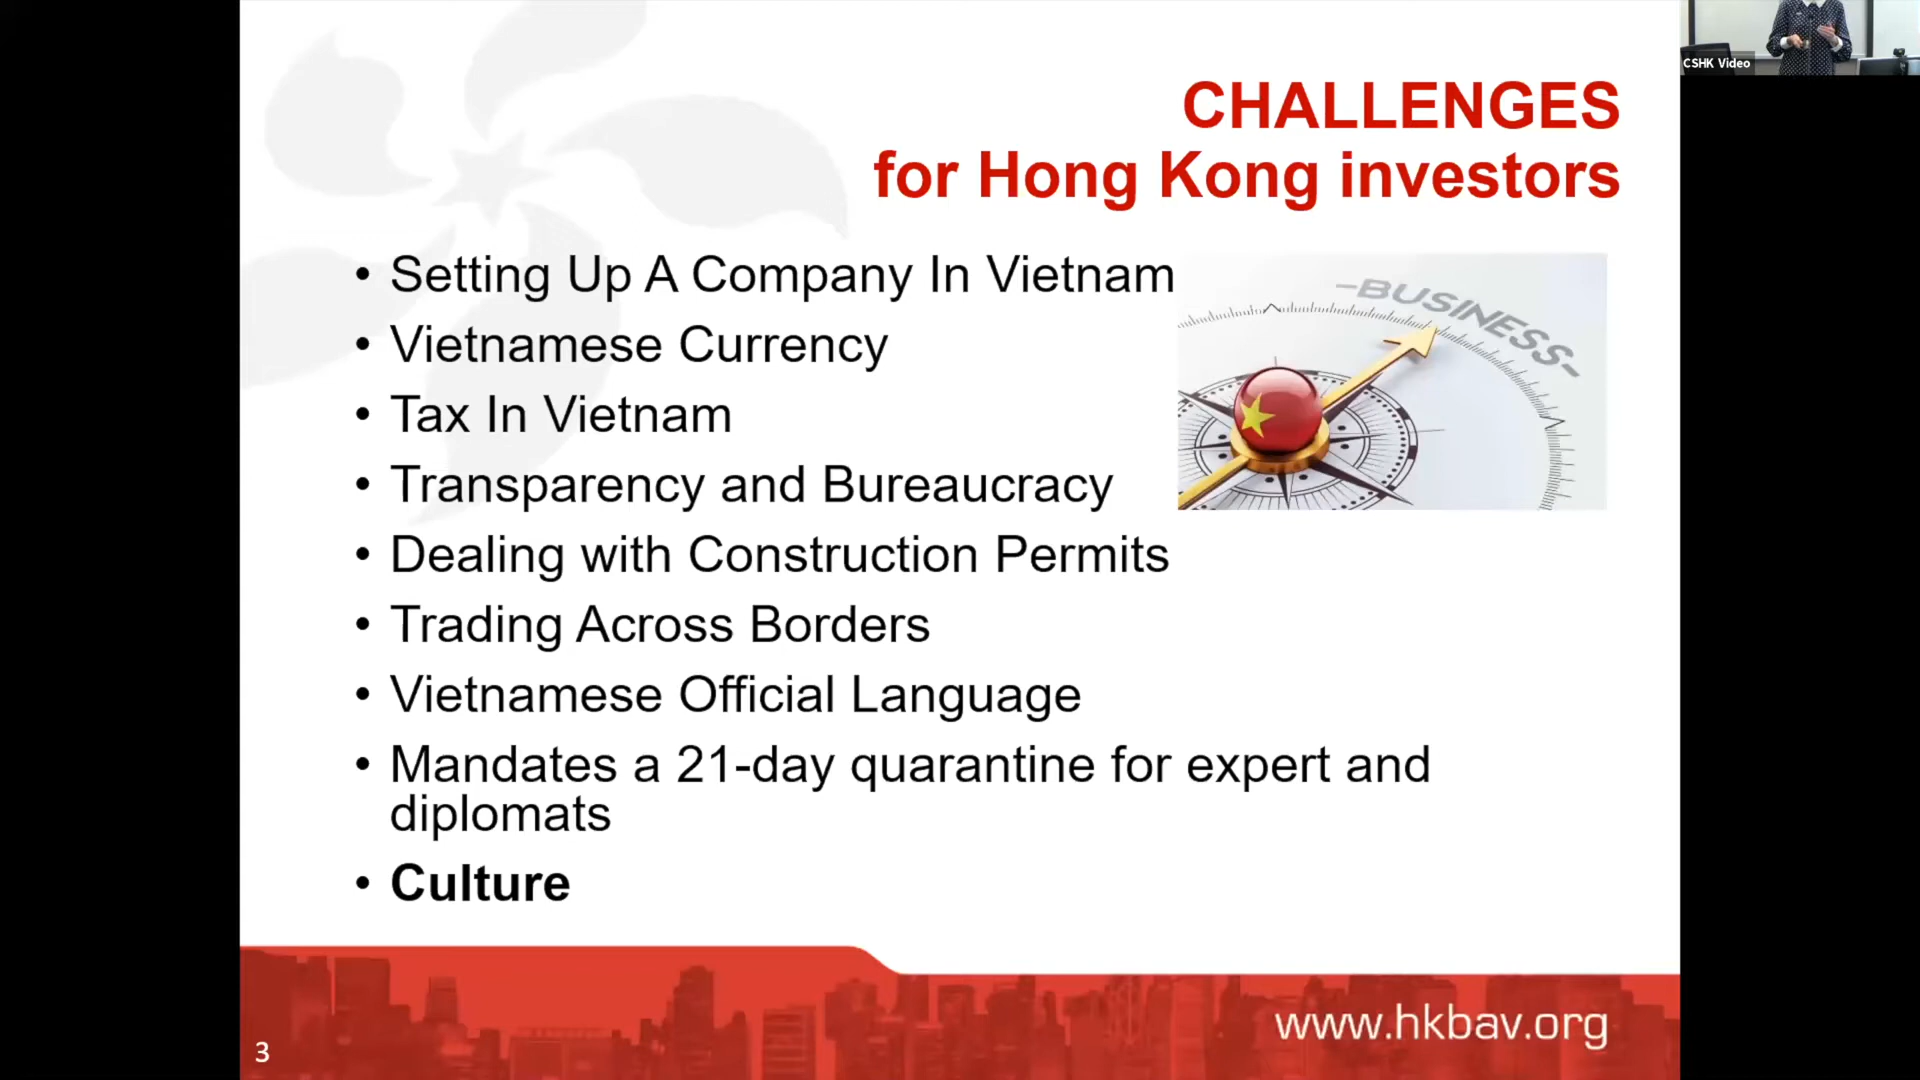 CSHK Video
CHALLENGES
for Hong Kong investors
• Setting Up A Company In Vietnam
• Vietnamese Currency
• Tax In Vietnam
• Transparency and Bureaucracy
• Dealing with Construction Permits
• Trading Across Borders
• Vietnamese Official Language
• Mandates a 21-day quarantine for expert and
diplomats
• Culture
-BUSINESS-
www.hkbav.org
3